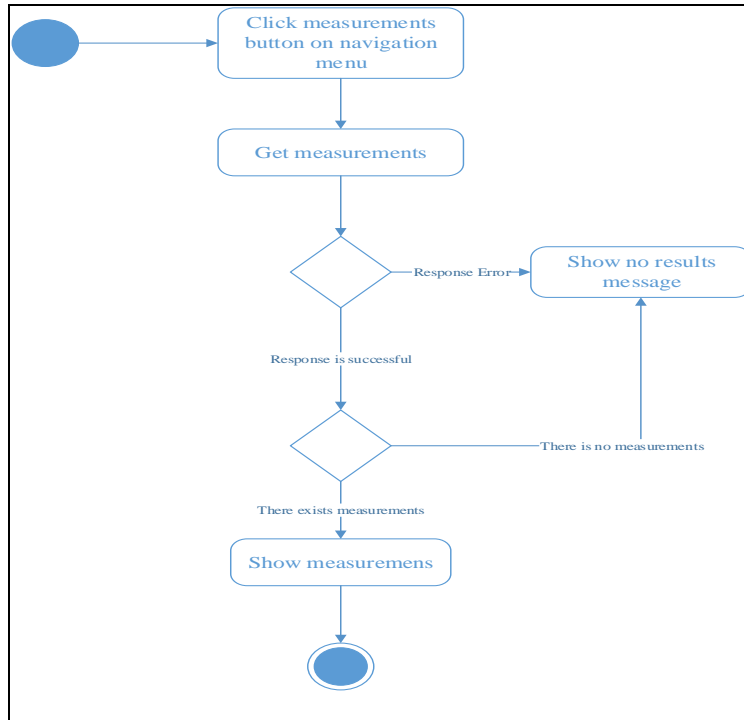 Click measurements
button on navigation
menu
Get measurements
Response Error
Show no results
message
Response is successful
There is no measurements
There exists measurements
Show measuremens